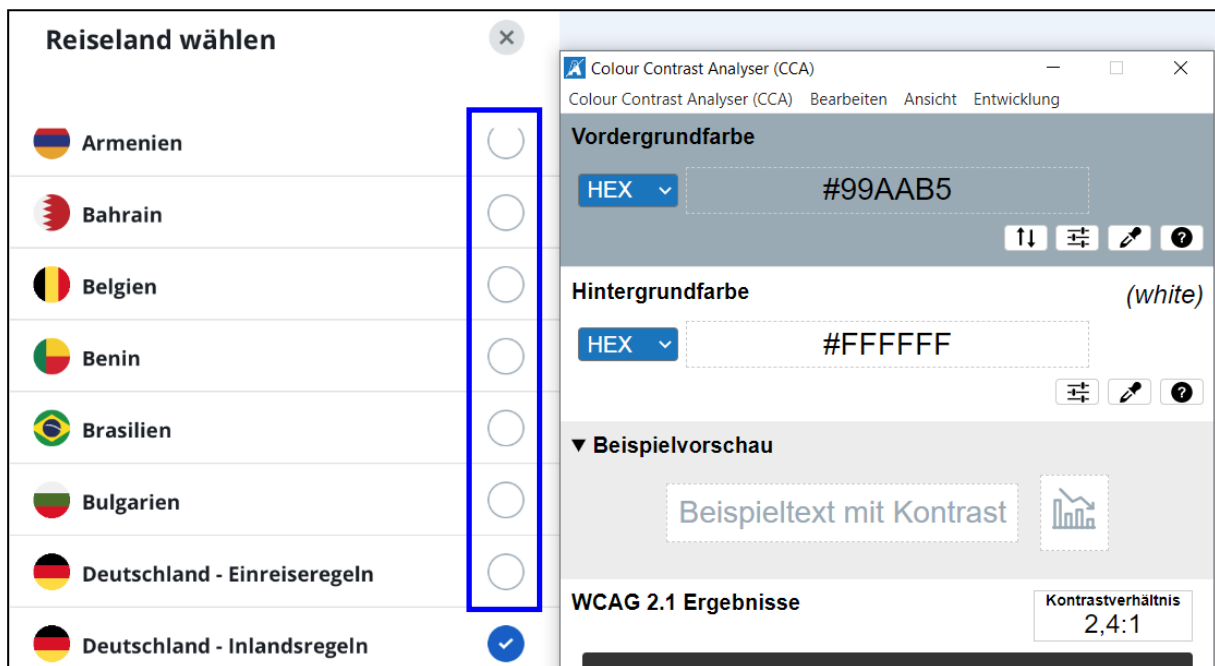 Reiseland wählen
Armenien
Bahrain
Belgien
Benin
Brasilien
Bulgarien
Deutschland - Einreiseregeln
Deutschland - Inlandsregeln
Colour Contrast Analyser (CCA)
Colour Contrast Analyser (CCA) Bearbeiten Ansicht Entwicklung
Vordergrundfarbe
HEX #99AAB5
Hintergrundfarbe (white)
HEX #FFFFFF
Beispielvorschau
Beispieltext mit Kontrast
WCAG 2.1 Ergebnisse
Kontrastverhältnis
2,4:1